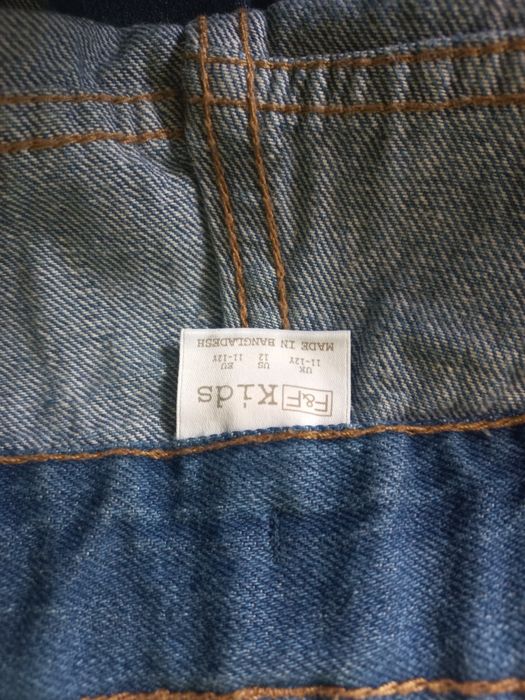 F&F Kids
UK US EU
11-12Y 12 11-12Y
MADE IN BANGLADESH